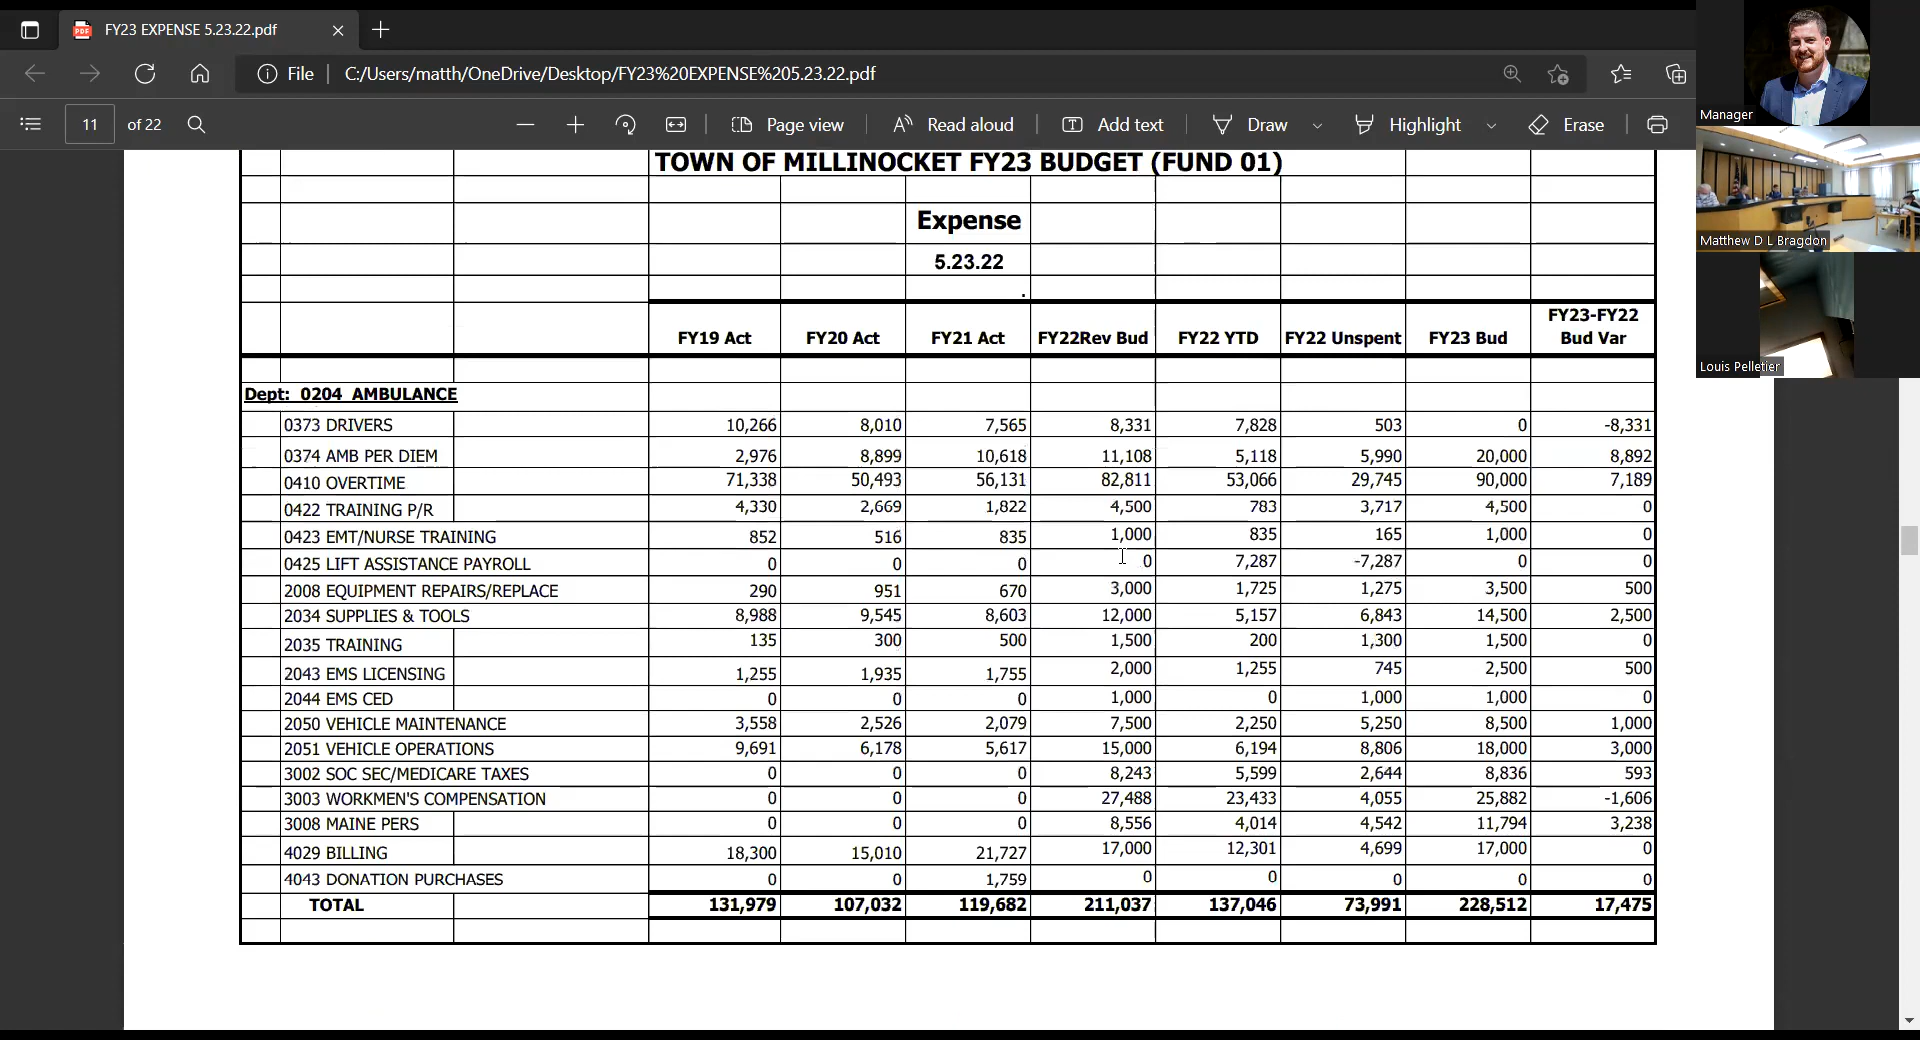 FY23 EXPENSE 5.23.22.pdf
File
C:/Users/matth/OneDrive/Desktop/FY23%20EXPENSE%205.23.22.pdf
11 of 22
Page view
Read aloud
Add text
Draw
Highlight
Erase
Manager
Matthew D L Bragdon
Louis Pelletier
TOWN OF MILLINOCKET FY23 BUDGET (FUND 01)
Expense
5.23.22
.
FY19 Act FY20 Act FY21 Act FY22Rev Bud FY22 YTD FY22 Unspent FY23 Bud FY23-FY22 Bud Var
Dept: 0204 AMBULANCE
0373 DRIVERS 10,266 8,010 7,565 8,331 7,828 503 0 -8,331
0374 AMB PER DIEM 2,976 8,899 10,618 11,108 5,118 5,990 20,000 8,892
0410 OVERTIME 71,338 50,493 56,131 82,811 53,066 29,745 90,000 7,189
0422 TRAINING P/R 4,330 2,669 1,822 4,500 783 3,717 4,500 0
0423 EMT/NURSE TRAINING 852 516 835 1,000 835 165 1,000 0
0425 LIFT ASSISTANCE PAYROLL 0 0 0 0 7,287 -7,287 0 0
2008 EQUIPMENT REPAIRS/REPLACE 290 951 670 3,000 1,725 1,275 3,500 500
2034 SUPPLIES & TOOLS 8,988 9,545 8,603 12,000 5,157 6,843 14,500 2,500
2035 TRAINING 135 300 500 1,500 200 1,300 1,500 0
2043 EMS LICENSING 1,255 1,935 1,755 2,000 1,255 745 2,500 500
2044 EMS CED 0 0 0 1,000 0 1,000 1,000 0
2050 VEHICLE MAINTENANCE 3,558 2,526 2,079 7,500 2,250 5,250 8,500 1,000
2051 VEHICLE OPERATIONS 9,691 6,178 5,617 15,000 6,194 8,806 18,000 3,000
3002 SOC SEC/MEDICARE TAXES 0 0 0 8,243 5,599 2,644 8,836 593
3003 WORKMEN'S COMPENSATION 0 0 0 27,488 23,433 4,055 25,882 -1,606
3008 MAINE PERS 0 0 0 8,556 4,014 4,542 11,794 3,238
4029 BILLING 18,300 15,010 21,727 17,000 12,301 4,699 17,000 0
4043 DONATION PURCHASES 0 0 1,759 0 0 0 0 0
TOTAL 131,979 107,032 119,682 211,037 137,046 73,991 228,512 17,475